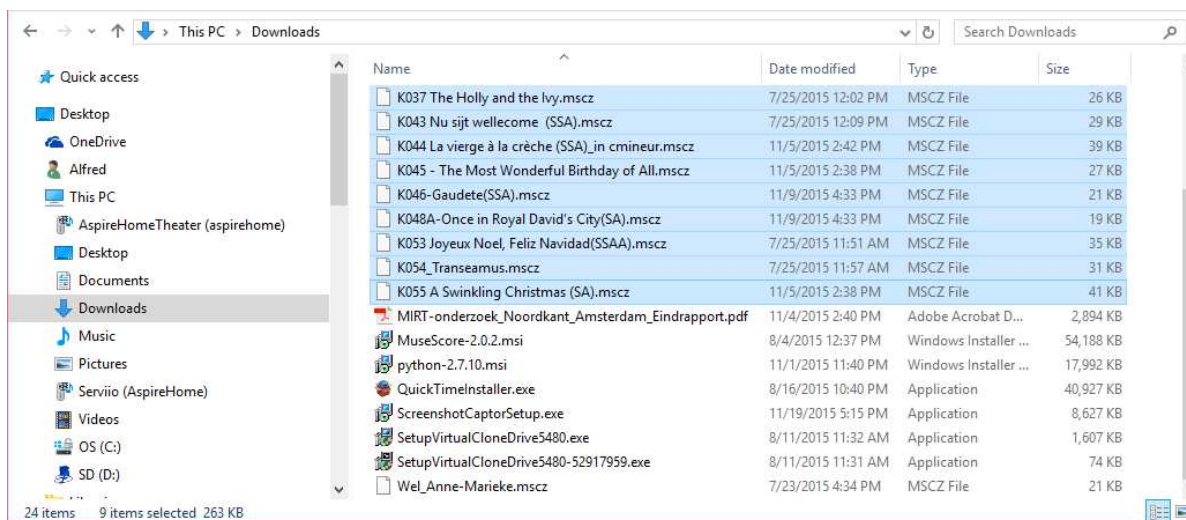 This PC > Downloads
Search Downloads
Quick access
Desktop
OneDrive
Alfred
This PC
AspireHomeTheater (aspirehome)
Desktop
Documents
Downloads
Music
Pictures
Serviio (AspireHome)
Videos
OS (C:)
SD (D:)
Name Date modified Type Size
K037 The Holly and the Ivy.mscz 7/25/2015 12:02 PM MSCZ File 26 KB
K043 Nu sijt wellecome (SSA).mscz 7/25/2015 12:09 PM MSCZ File 29 KB
K044 La vierge à la crèche (SSA)_in cmineur.mscz 11/5/2015 2:42 PM MSCZ File 39 KB
K045 - The Most Wonderful Birthday of All.mscz 11/5/2015 2:38 PM MSCZ File 27 KB
K046-Gaudete(SSA).mscz 11/9/2015 4:33 PM MSCZ File 21 KB
K048A-Once in Royal David's City(SA).mscz 11/9/2015 4:33 PM MSCZ File 19 KB
K053 Joyeux Noel, Feliz Navidad(SSAA).mscz 7/25/2015 11:51 AM MSCZ File 35 KB
K054_Transeamus.mscz 7/25/2015 11:57 AM MSCZ File 31 KB
K055 A Swinkling Christmas (SA).mscz 11/5/2015 2:38 PM MSCZ File 41 KB
MIRT-onderzoek_Noordkant_Amsterdam_Eindrapport.pdf 11/4/2015 2:40 PM Adobe Acrobat D... 2,894 KB
MuseScore-2.0.2.msi 8/4/2015 12:37 PM Windows Installer ... 54,188 KB
python-2.7.10.msi 11/1/2015 11:40 PM Windows Installer ... 17,992 KB
QuickTimeInstaller.exe 8/16/2015 10:40 PM Application 40,927 KB
ScreenshotCaptorSetup.exe 11/19/2015 5:15 PM Application 8,627 KB
SetupVirtualCloneDrive5480.exe 8/11/2015 11:32 AM Application 1,607 KB
SetupVirtualCloneDrive5480-52917959.exe 8/11/2015 11:31 AM Application 74 KB
Wel_Anne-Marieke.mscz 7/23/2015 4:34 PM MSCZ File 21 KB
24 items 9 items selected 263 KB